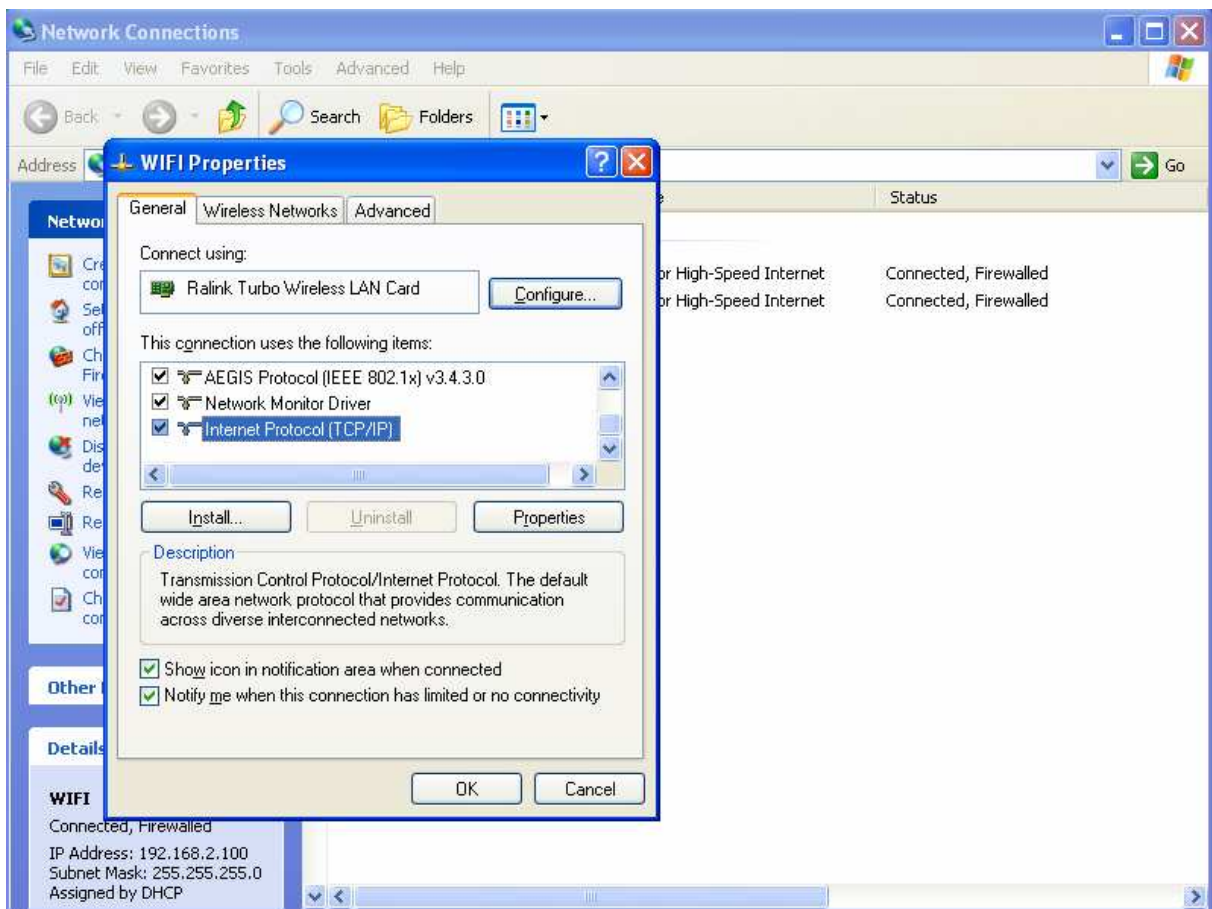 Network Connections
File Edit View Favorites Tools Advanced Help
Back Search Folders
Address Go
WIFI Properties
General Wireless Networks Advanced
Connect using:
Ralink Turbo Wireless LAN Card
Configure...
This connection uses the following items:
AEGIS Protocol (IEEE 802.1x) v3.4.3.0
Network Monitor Driver
Internet Protocol (TCP/IP)
Install... Uninstall Properties
Description
Transmission Control Protocol/Internet Protocol. The default
wide area network protocol that provides communication
across diverse interconnected networks.
Show icon in notification area when connected
Notify me when this connection has limited or no connectivity
OK Cancel
Status
or High-Speed Internet Connected, Firewalled
or High-Speed Internet Connected, Firewalled
Other
Details
WIFI
Connected, Firewalled
IP Address: 192.168.2.100
Subnet Mask: 255.255.255.0
Assigned by DHCP